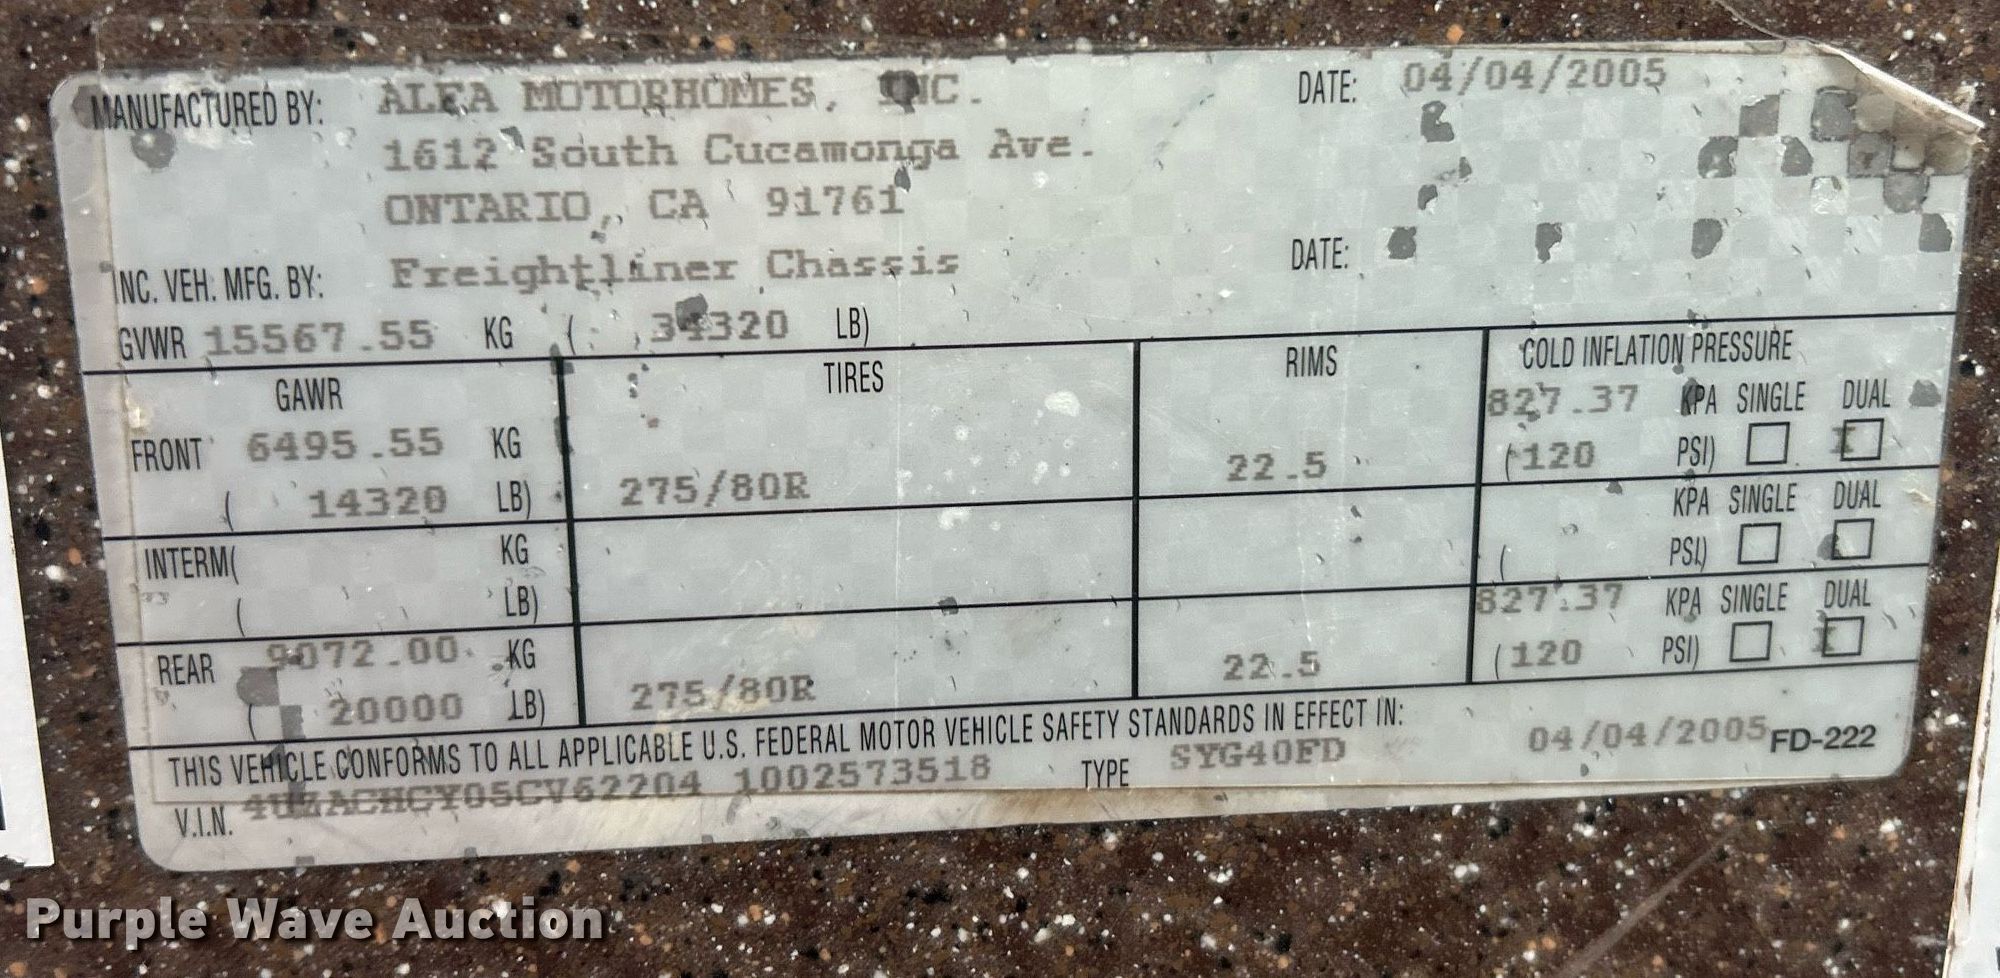 MANUFACTURED BY: ALFA MOTORHOMES, INC. DATE: 04/04/2005
1612 South Cucamonga Ave.
ONTARIO, CA 91761
INC. VEH. MFG. BY: Freightliner Chassis DATE:
GVWR 15567.55 KG ( 34320 LB)
GAWR TIRES RIMS COLD INFLATION PRESSURE
FRONT 6495.55 KG 827.37 KPA SINGLE DUAL
( 14320 LB) 275/80R 22.5 (120 PSI) X
INTERM( KG KPA SINGLE DUAL
( LB) ( PSI)
REAR 9072.00 KG 827.37 KPA SINGLE DUAL
( 20000 LB) 275/80R 22.5 (120 PSI) X
THIS VEHICLE CONFORMS TO ALL APPLICABLE U.S. FEDERAL MOTOR VEHICLE SAFETY STANDARDS IN EFFECT IN: 04/04/2005 FD-222
V.I.N. 4UZACHCY05CV62204 1002573518 TYPE SYG40FD
Purple Wave Auction